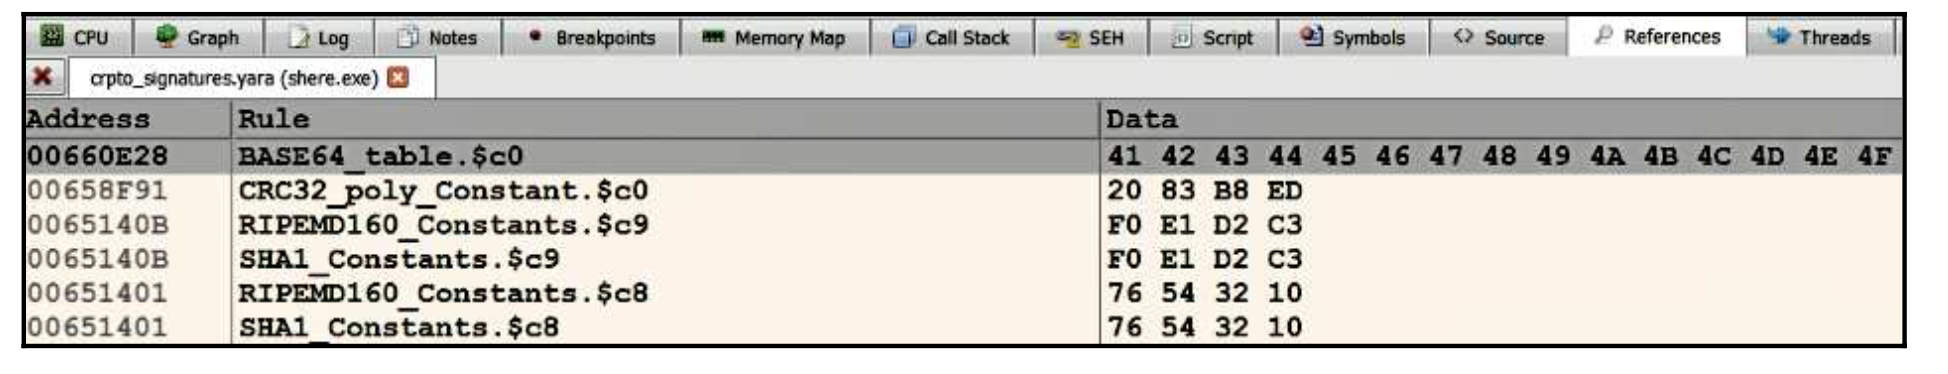 CPU Graph Log Notes Breakpoints Memory Map Call Stack SEH Script Symbols Source References Threads
crpto_signatures.yara (shere.exe)
Address Rule Data
00660E28 BASE64_table.$c0 41 42 43 44 45 46 47 48 49 4A 4B 4C 4D 4E 4F
00658F91 CRC32_poly_Constant.$c0 20 83 B8 ED
0065140B RIPEMD160_Constants.$c9 F0 E1 D2 C3
0065140B SHA1_Constants.$c9 F0 E1 D2 C3
00651401 RIPEMD160_Constants.$c8 76 54 32 10
00651401 SHA1_Constants.$c8 76 54 32 10